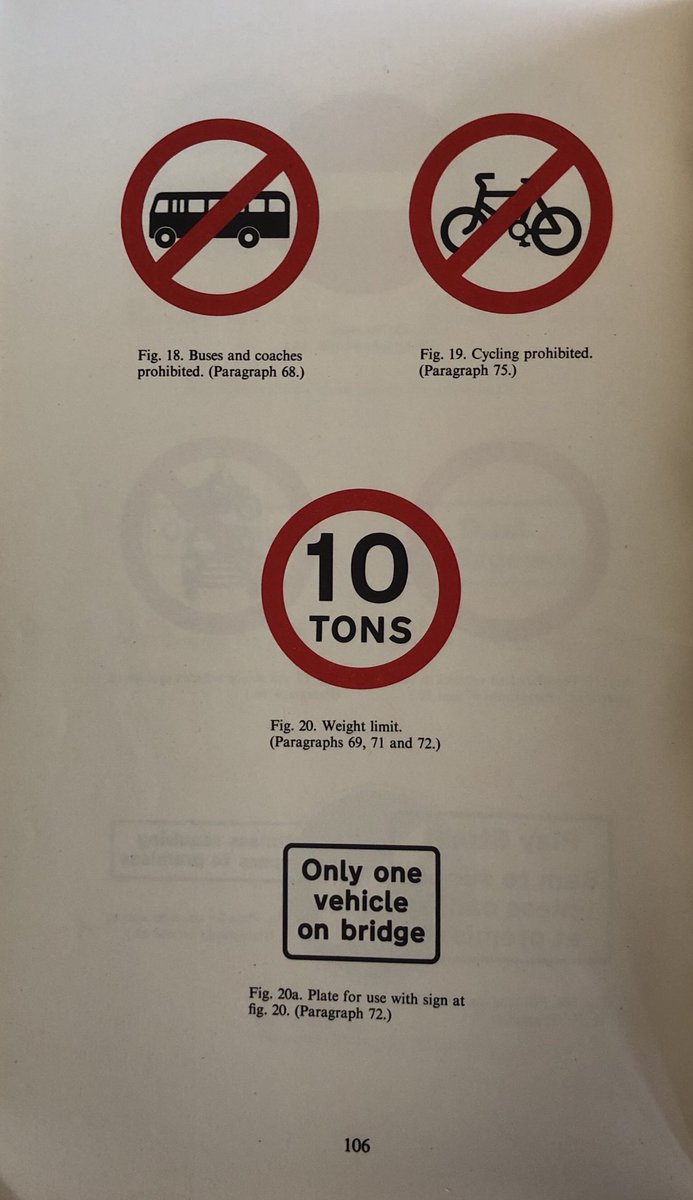 Fig. 18. Buses and coaches
prohibited. (Paragraph 68.)
Fig. 19. Cycling prohibited.
(Paragraph 75.)
10
TONS
Fig. 20. Weight limit.
(Paragraphs 69, 71 and 72.)
Only one
vehicle
on bridge
Fig. 20a. Plate for use with sign at
fig. 20. (Paragraph 72.)
106